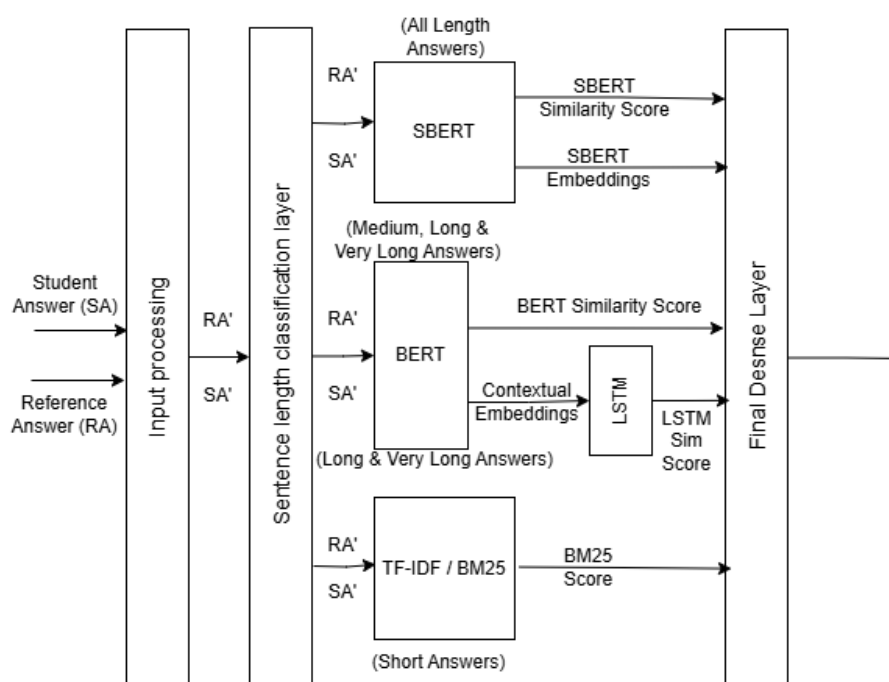 Student
Answer (SA)
Reference
Answer (RA)
Input processing
RA'
SA'
Sentence length classification layer
(All Length
Answers)
RA'
SA'
SBERT
SBERT
Similarity Score
SBERT
Embeddings
(Medium, Long &
Very Long Answers)
RA'
SA'
BERT
BERT Similarity Score
Contextual
Embeddings
LSTM
LSTM
Sim
Score
(Long & Very Long Answers)
RA'
SA'
TF-IDF / BM25
BM25
Score
(Short Answers)
Final Desnse Layer